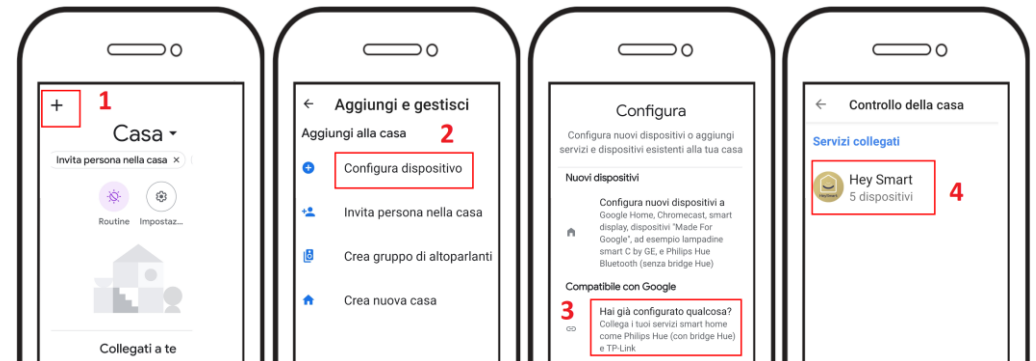 1
Casa
Invita persona nella casa ×
Routine Impostaz...
Collegati a te
Aggiungi e gestisci
Aggiungi alla casa
2
Configura dispositivo
Invita persona nella casa
Crea gruppo di altoparlanti
Crea nuova casa
Configura
Configura nuovi dispositivi o aggiungi
servizi e dispositivi esistenti alla tua casa
Nuovi dispositivi
Configura nuovi dispositivi a
Google Home, Chromecast, smart
display, dispositivi "Made For
Google", ad esempio lampadine
smart C by GE, e Philips Hue
Bluetooth (senza bridge Hue)
Compatibile con Google
3
Hai già configurato qualcosa?
Collega i tuoi servizi smart home
come Philips Hue (con bridge Hue)
e TP-Link
Controllo della casa
Servizi collegati
Hey Smart
5 dispositivi
4